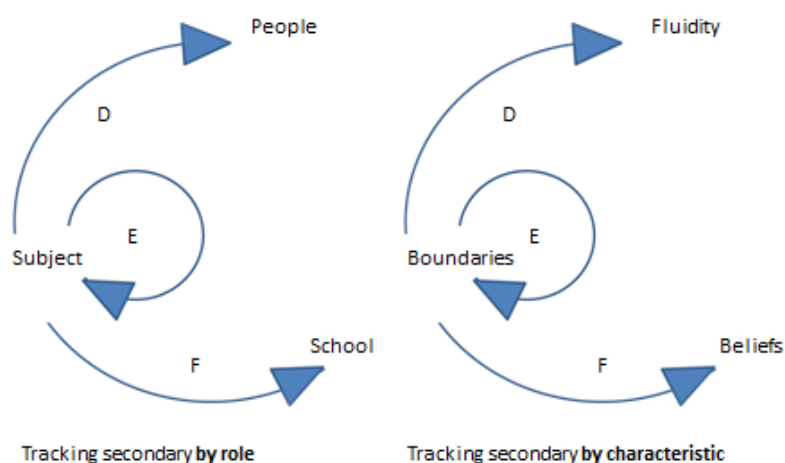 People
D
E
Subject
School
F
Tracking secondary by role
Fluidity
D
E
Boundaries
Beliefs
F
Tracking secondary by characteristic